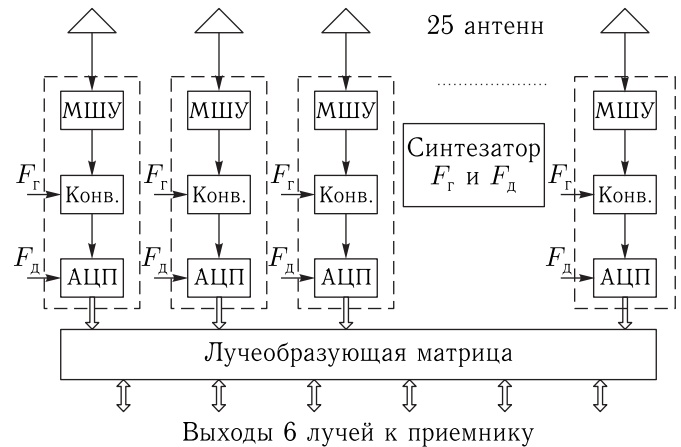 25 антенн
МШУ МШУ МШУ МШУ
Синтезатор
Fг и Fд
Fг Конв. Fг Конв. Fг Конв. Fг Конв.
Fд АЦП Fд АЦП Fд АЦП Fд АЦП
Лучеобразующая матрица
Выходы 6 лучей к приемнику